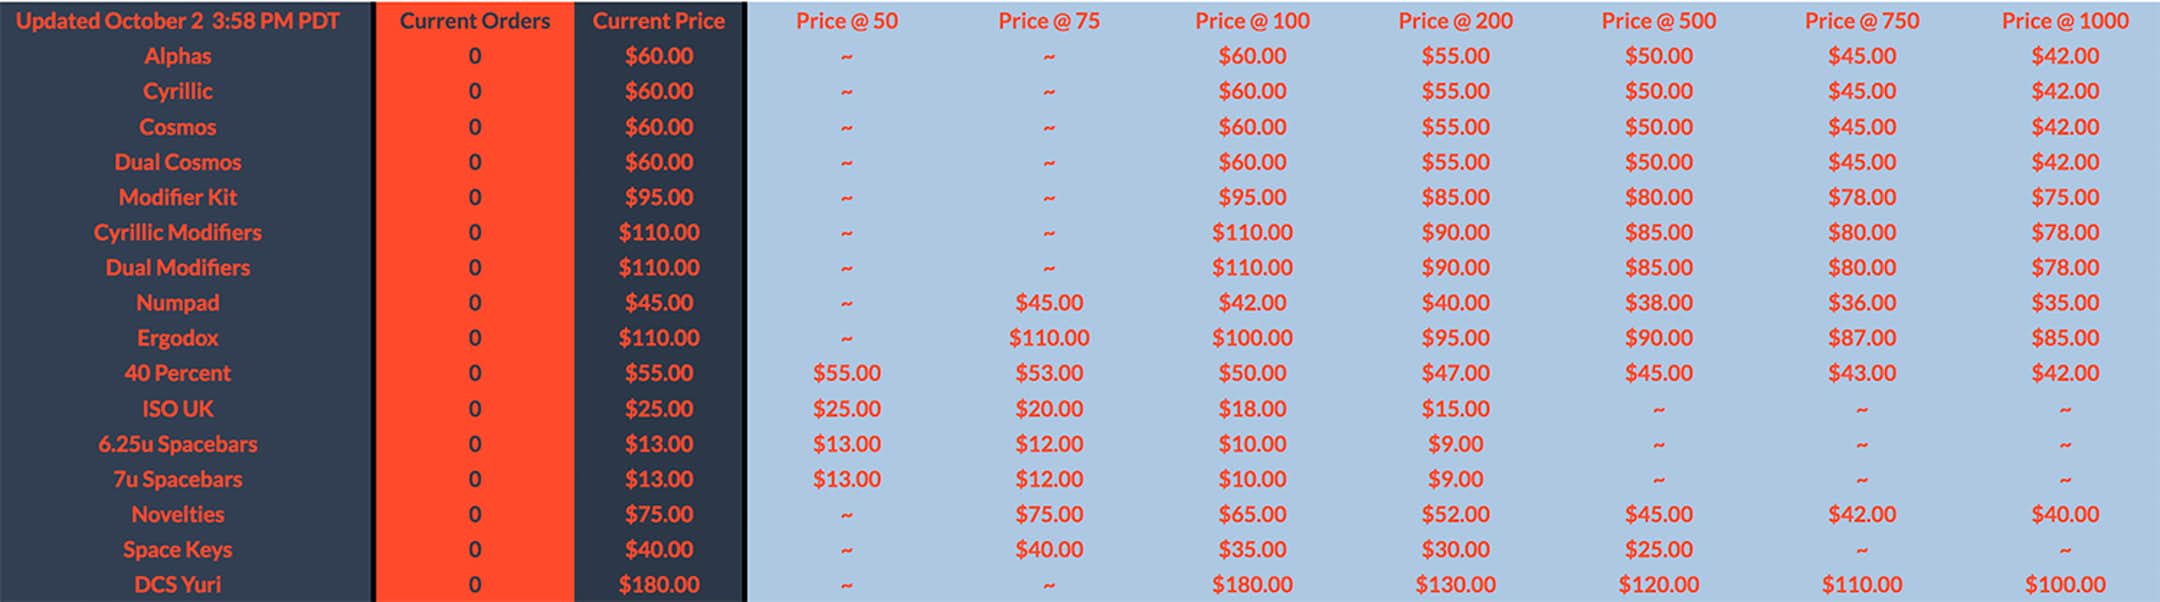 Updated October 2 3:58 PM PDT Current Orders Current Price Price @ 50 Price @ 75 Price @ 100 Price @ 200 Price @ 500 Price @ 750 Price @ 1000
Alphas 0 $60.00 ~ ~ $60.00 $55.00 $50.00 $45.00 $42.00
Cyrillic 0 $60.00 ~ ~ $60.00 $55.00 $50.00 $45.00 $42.00
Cosmos 0 $60.00 ~ ~ $60.00 $55.00 $50.00 $45.00 $42.00
Dual Cosmos 0 $60.00 ~ ~ $60.00 $55.00 $50.00 $45.00 $42.00
Modifier Kit 0 $95.00 ~ ~ $95.00 $85.00 $80.00 $78.00 $75.00
Cyrillic Modifiers 0 $110.00 ~ ~ $110.00 $90.00 $85.00 $80.00 $78.00
Dual Modifiers 0 $110.00 ~ ~ $110.00 $90.00 $85.00 $80.00 $78.00
Numpad 0 $45.00 ~ $45.00 $42.00 $40.00 $38.00 $36.00 $35.00
Ergodox 0 $110.00 ~ $110.00 $100.00 $95.00 $90.00 $87.00 $85.00
40 Percent 0 $55.00 $55.00 $53.00 $50.00 $47.00 $45.00 $43.00 $42.00
ISO UK 0 $25.00 $25.00 $20.00 $18.00 $15.00 ~ ~ ~
6.25u Spacebars 0 $13.00 $13.00 $12.00 $10.00 $9.00 ~ ~ ~
7u Spacebars 0 $13.00 $13.00 $12.00 $10.00 $9.00 ~ ~ ~
Novelties 0 $75.00 ~ $75.00 $65.00 $52.00 $45.00 $42.00 $40.00
Space Keys 0 $40.00 ~ $40.00 $35.00 $30.00 $25.00 ~ ~
DCS Yuri 0 $180.00 ~ ~ $180.00 $130.00 $120.00 $110.00 $100.00